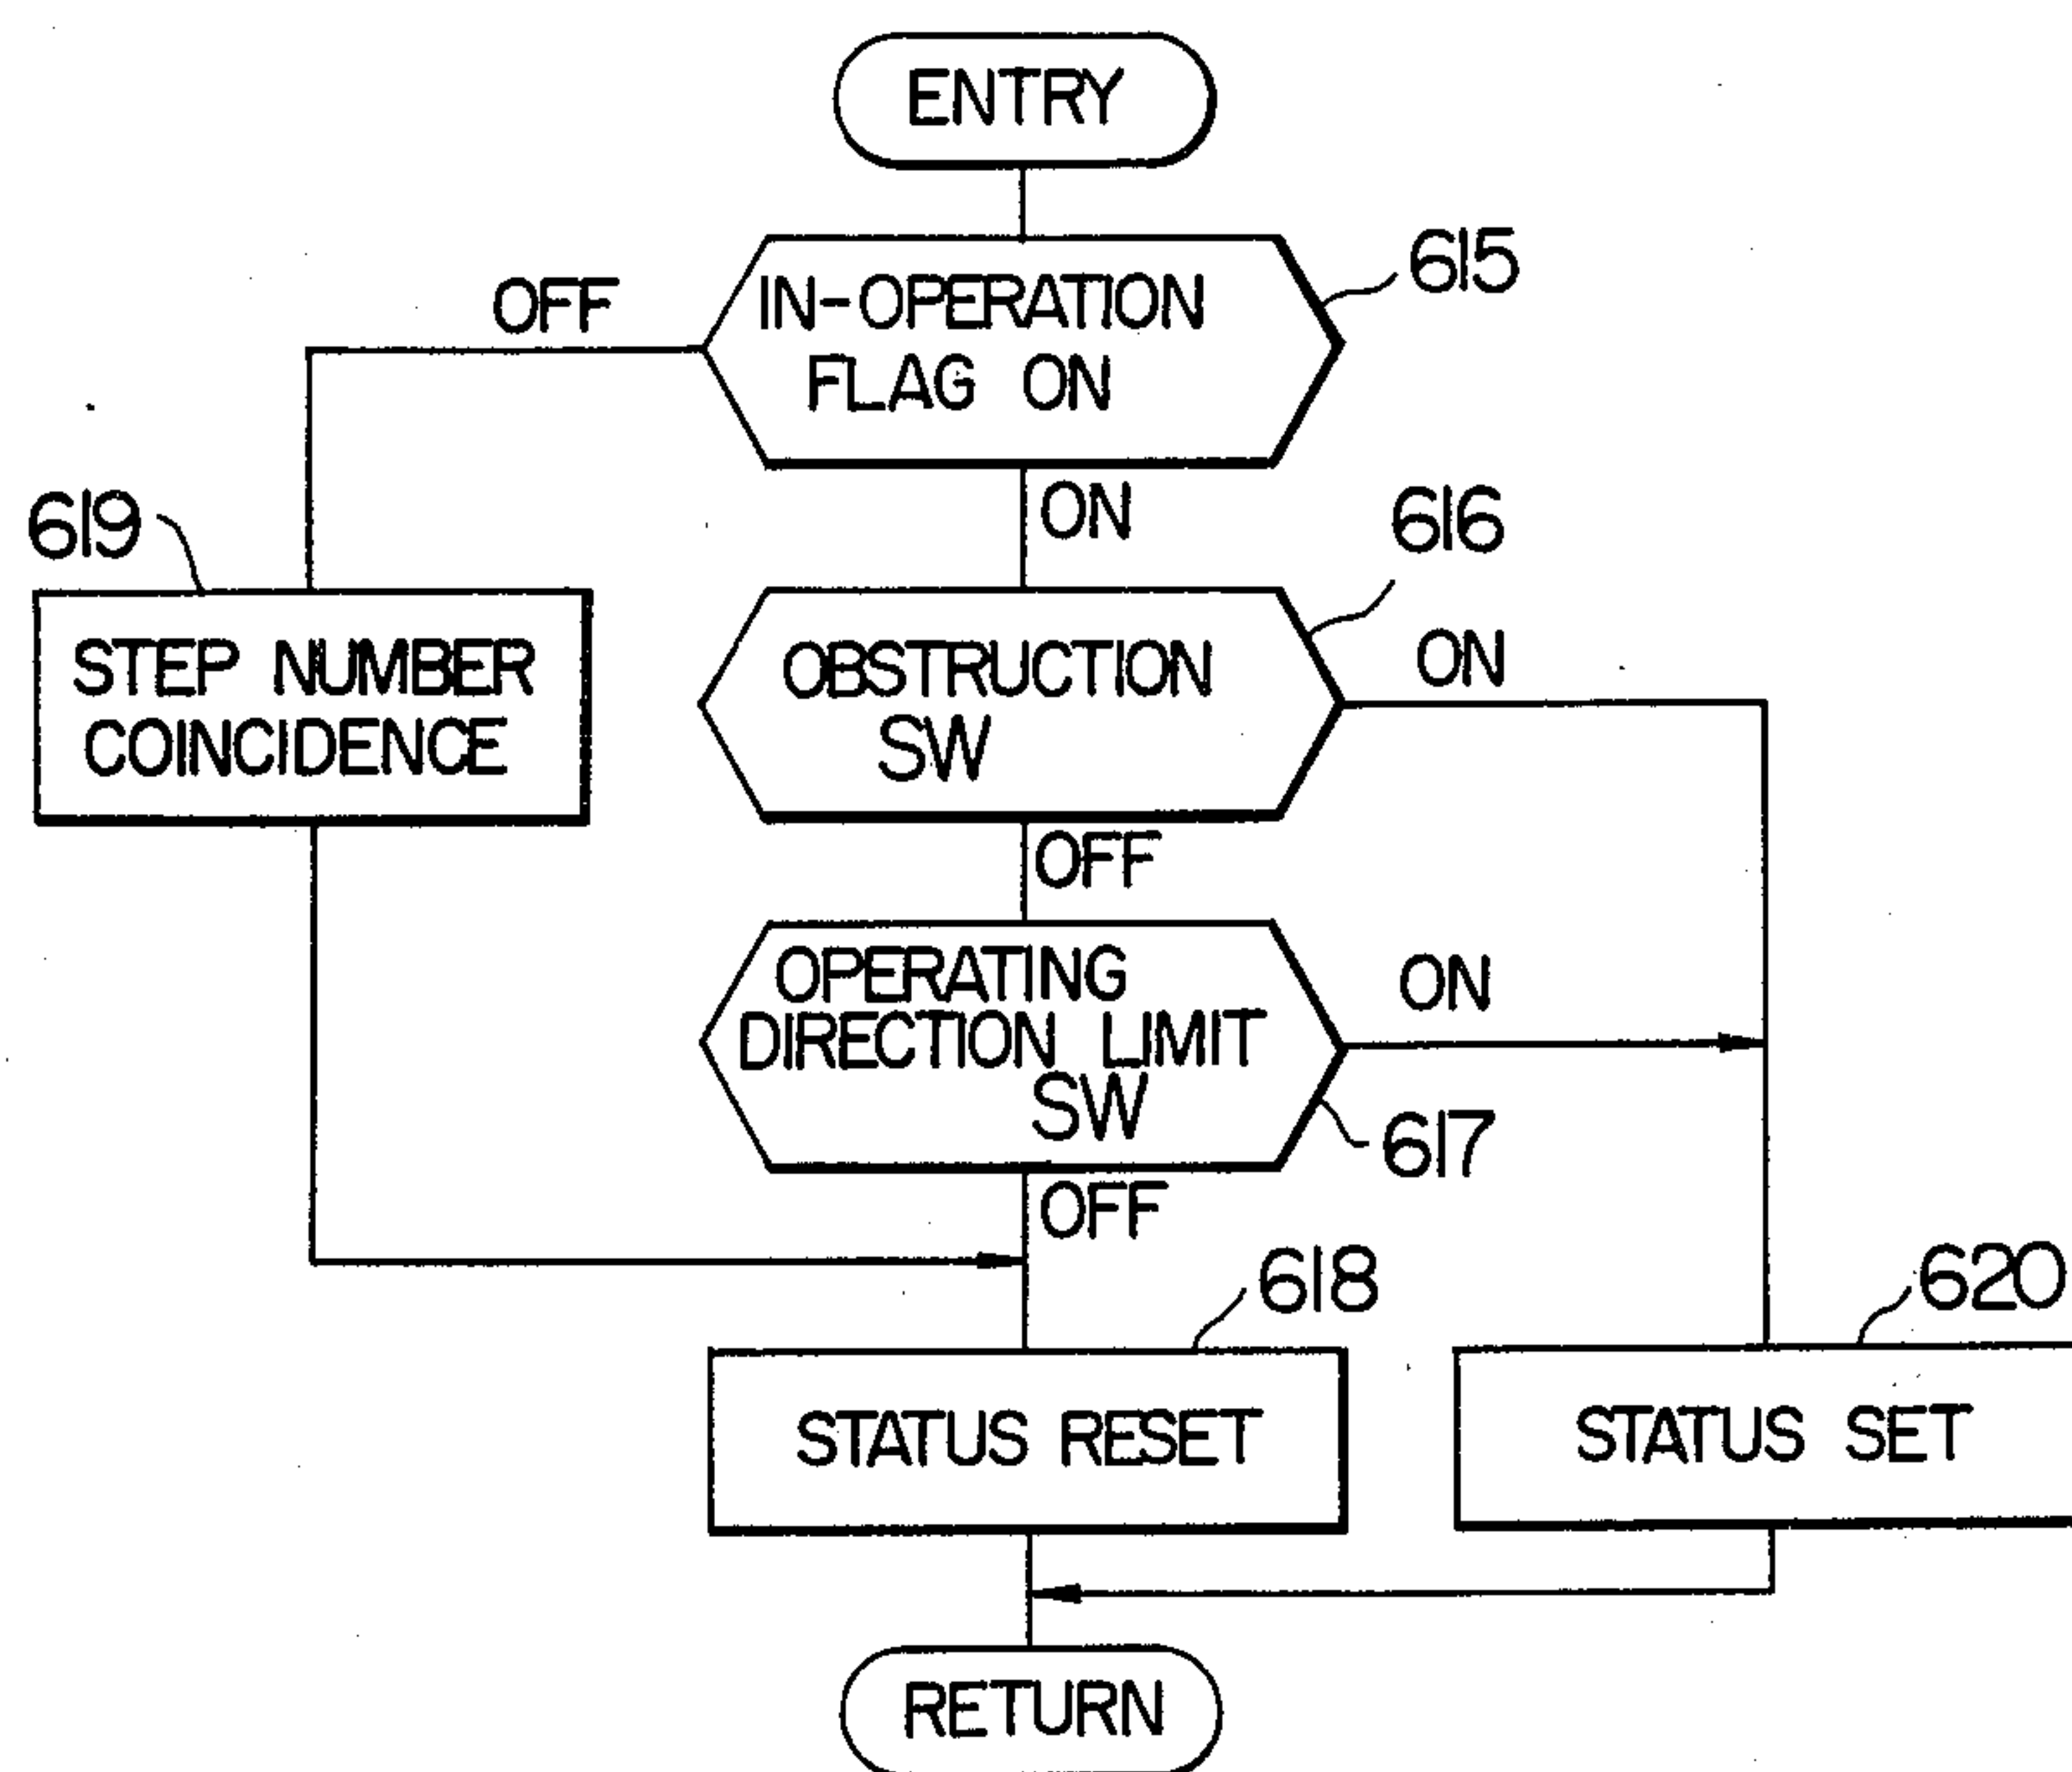 ENTRY
615
OFF
IN-OPERATION
FLAG ON
ON
619
616
STEP NUMBER
COINCIDENCE
OBSTRUCTION
SW
ON
OFF
OPERATING
DIRECTION LIMIT
SW
ON
617
OFF
618
620
STATUS RESET
STATUS SET
RETURN